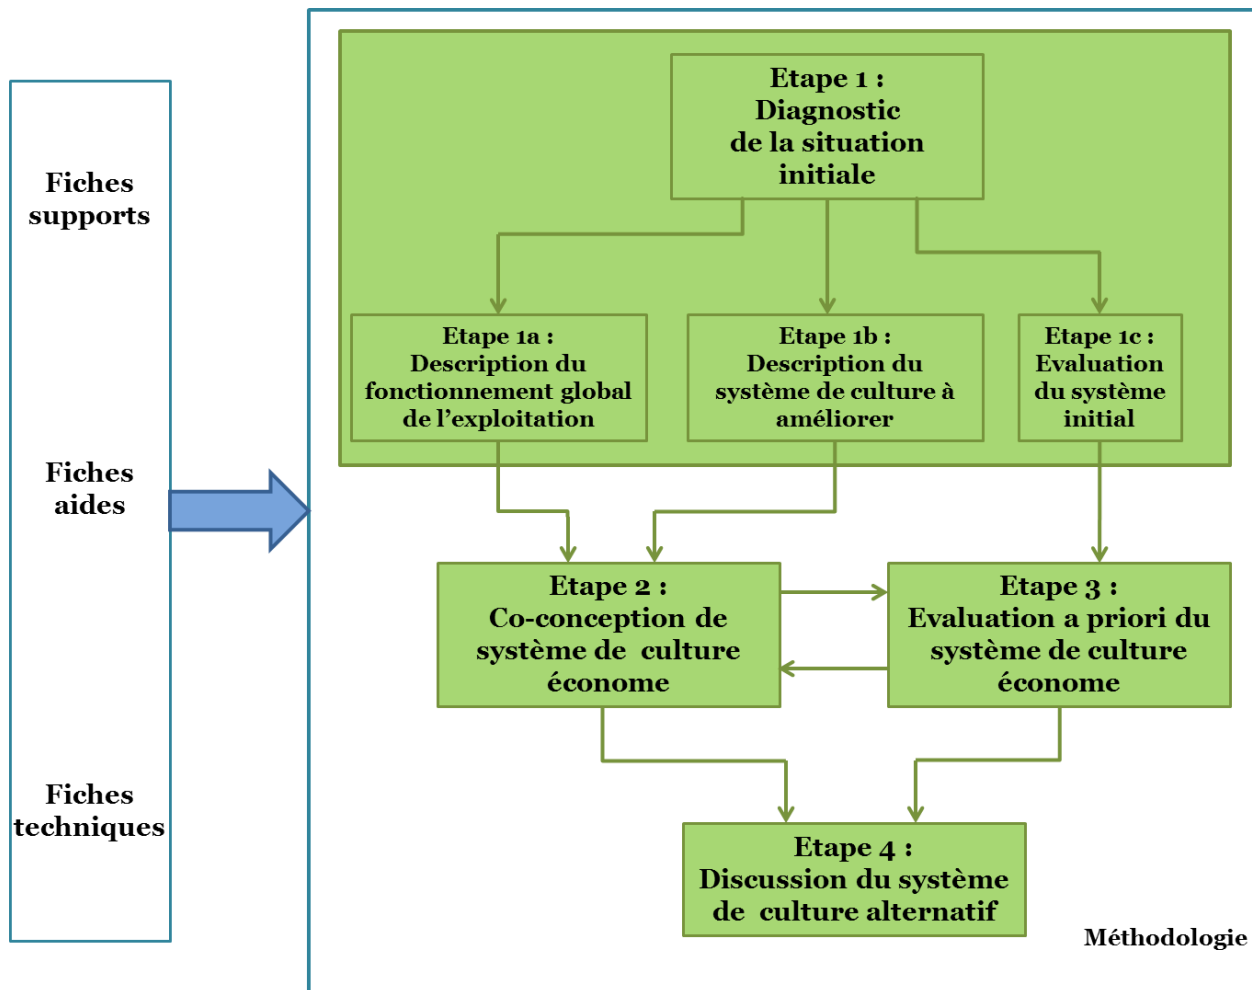 Fiches
supports
Fiches
aides
Fiches
techniques
Etape 1 :
Diagnostic
de la situation
initiale
Etape 1a :
Description du
fonctionnement global
de l’exploitation
Etape 1b :
Description du
système de culture à
améliorer
Etape 1c :
Evaluation
du système
initial
Etape 2 :
Co-conception de
système de culture
économe
Etape 3 :
Evaluation a priori du
système de culture
économe
Etape 4 :
Discussion du système
de culture alternatif
Méthodologie